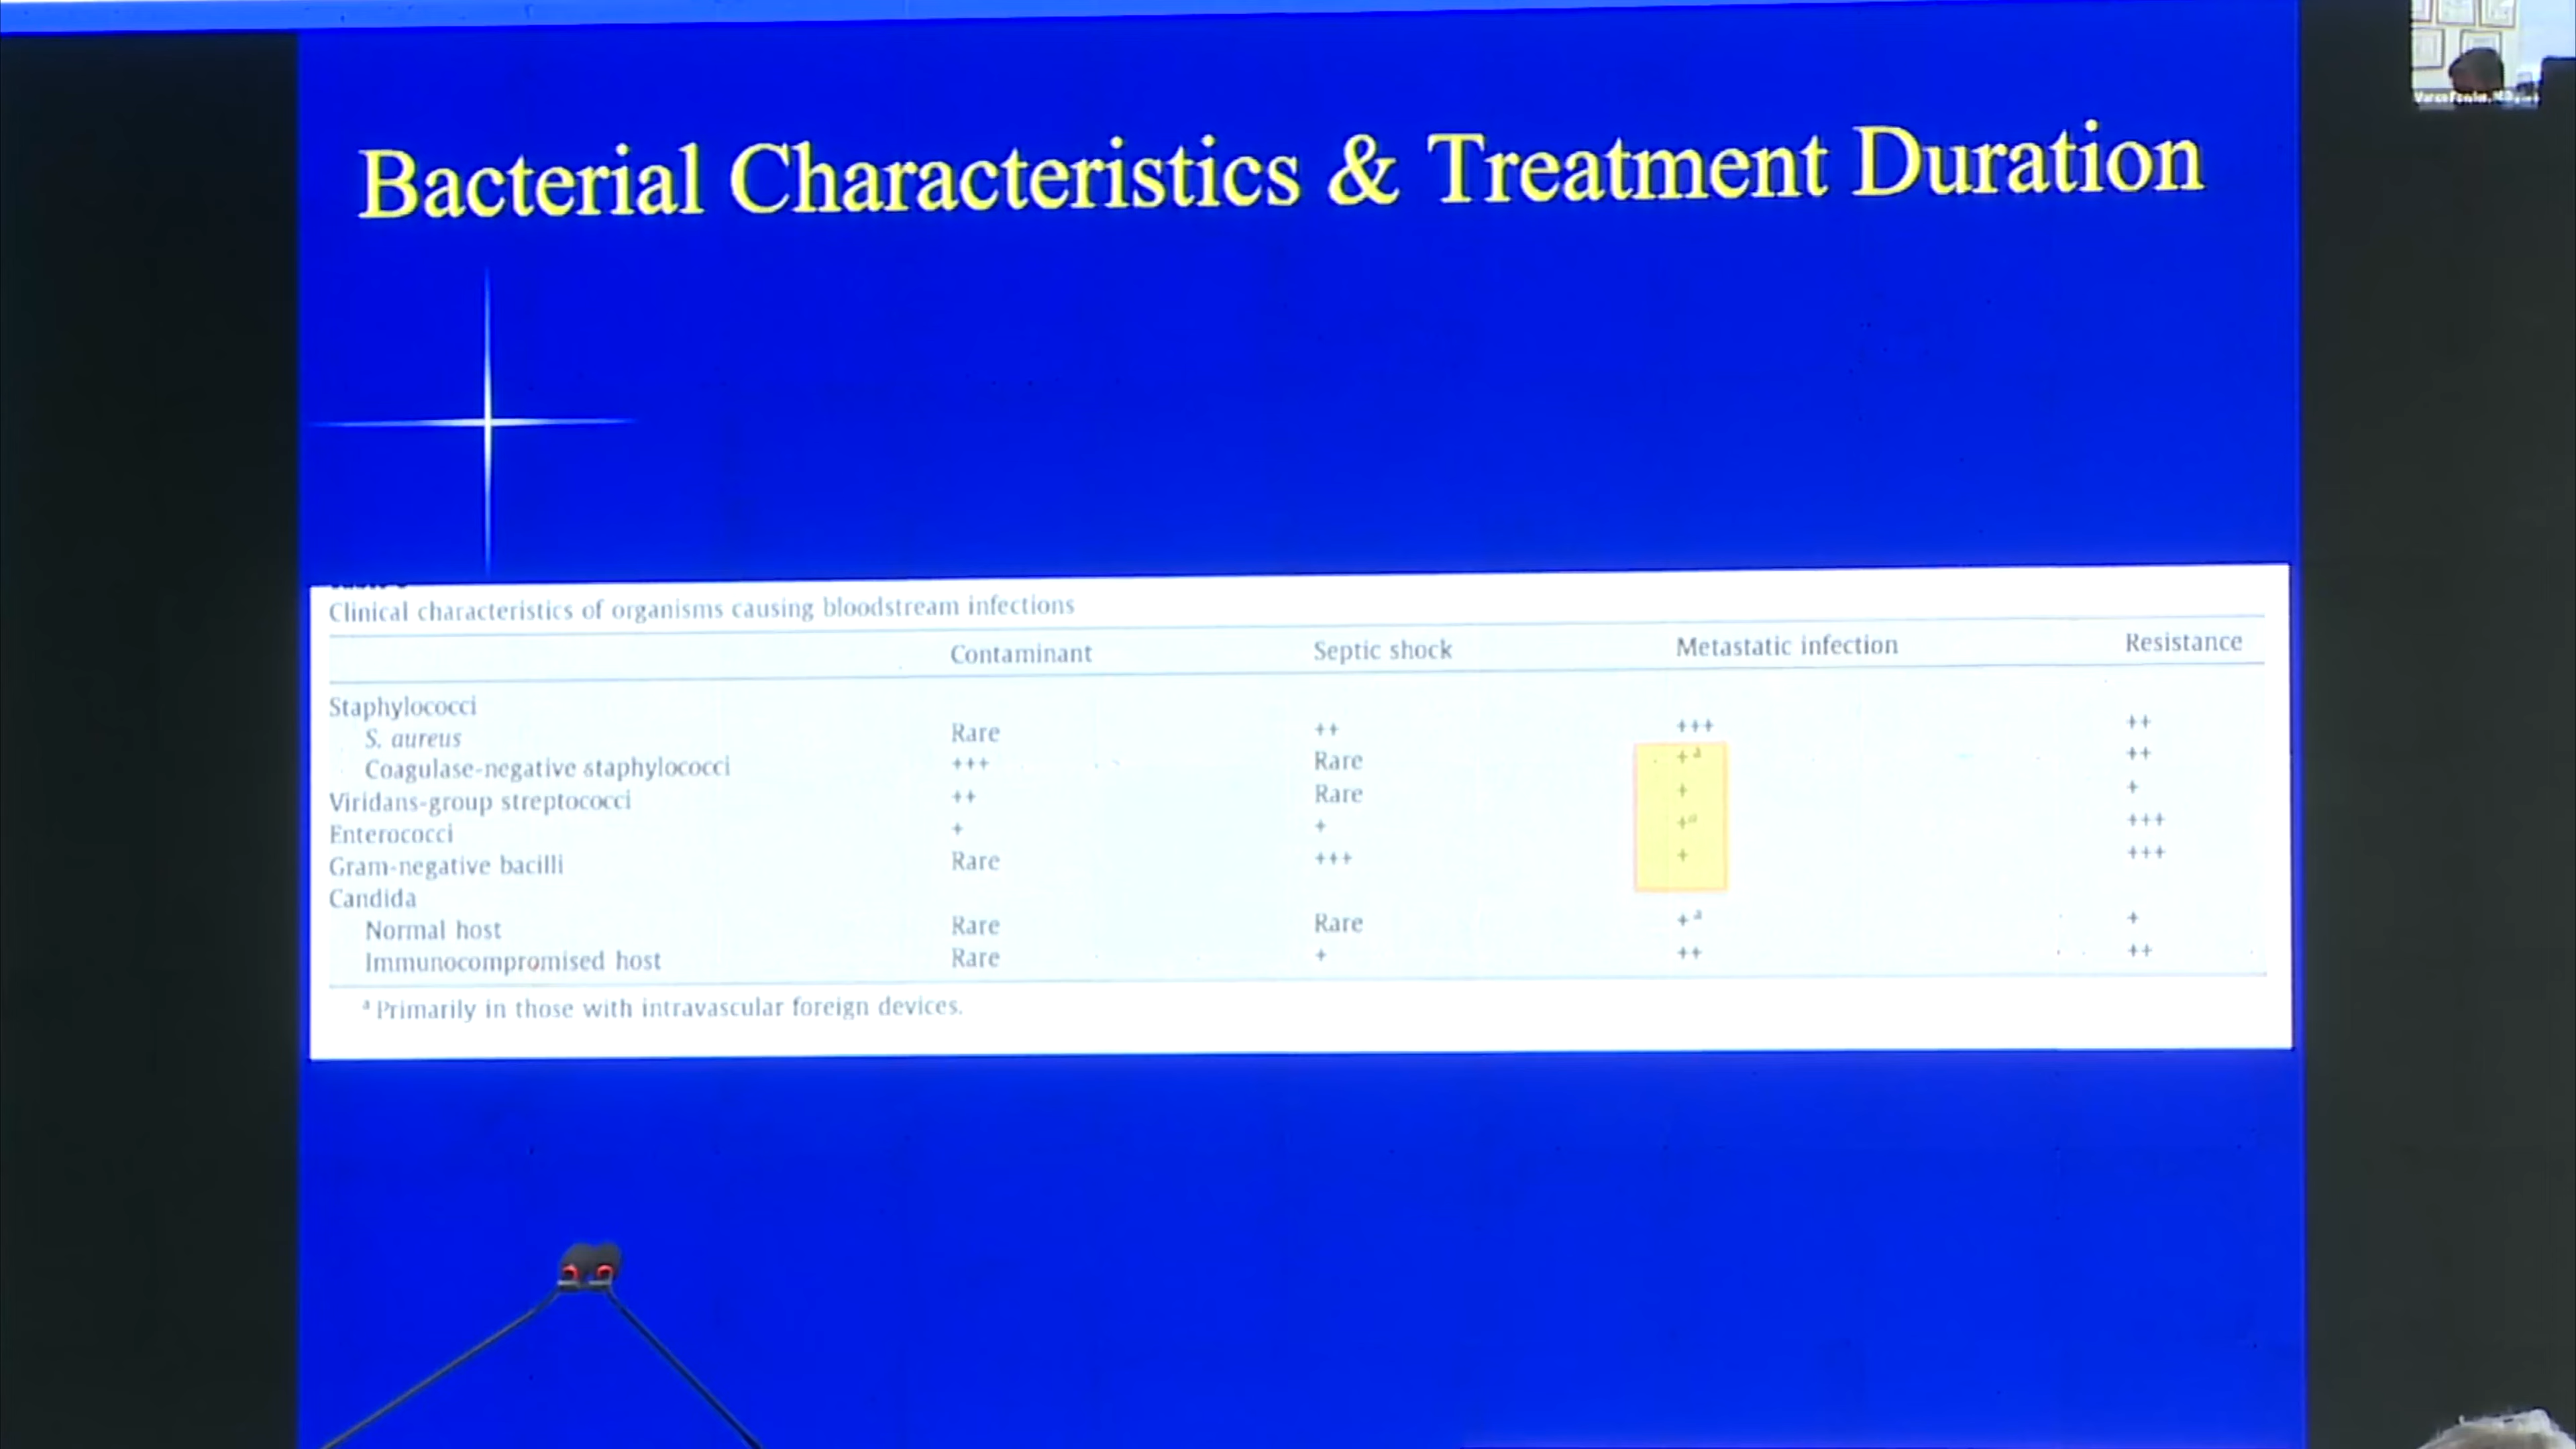 Bacterial Characteristics & Treatment Duration
Clinical characteristics of organisms causing bloodstream infections
Contaminant Septic shock Metastatic infection Resistance
Staphylococci
S. aureus Rare ++ +++ ++
Coagulase-negative staphylococci +++ Rare +ᵃ ++
Viridans-group streptococci ++ Rare + +
Enterococci + + +ᵃ +++
Gram-negative bacilli Rare +++ + +++
Candida
Normal host Rare Rare +ᵃ +
Immunocompromised host Rare + ++ ++
ᵃ Primarily in those with intravascular foreign devices.